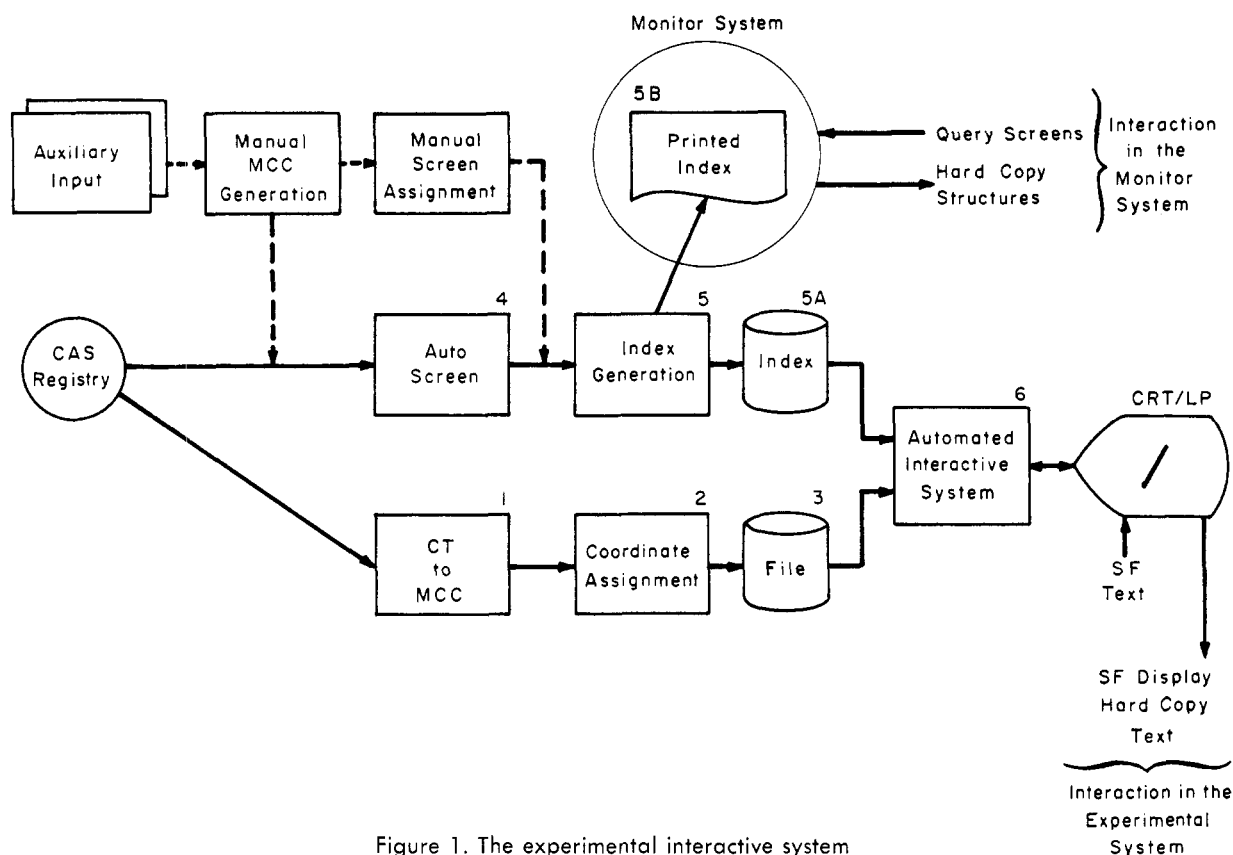 Monitor System
5B
Printed
Index
Query Screens
Hard Copy
Structures
Interaction
in the
Monitor
System
Auxiliary
Input
Manual
MCC
Generation
Manual
Screen
Assignment
CAS
Registry
4
Auto
Screen
5
Index
Generation
5A
Index
6
Automated
Interactive
System
CRT/LP
1
CT
to
MCC
2
Coordinate
Assignment
3
File
SF
Text
SF Display
Hard Copy
Text
Interaction in the
Experimental
System
Figure 1. The experimental interactive system